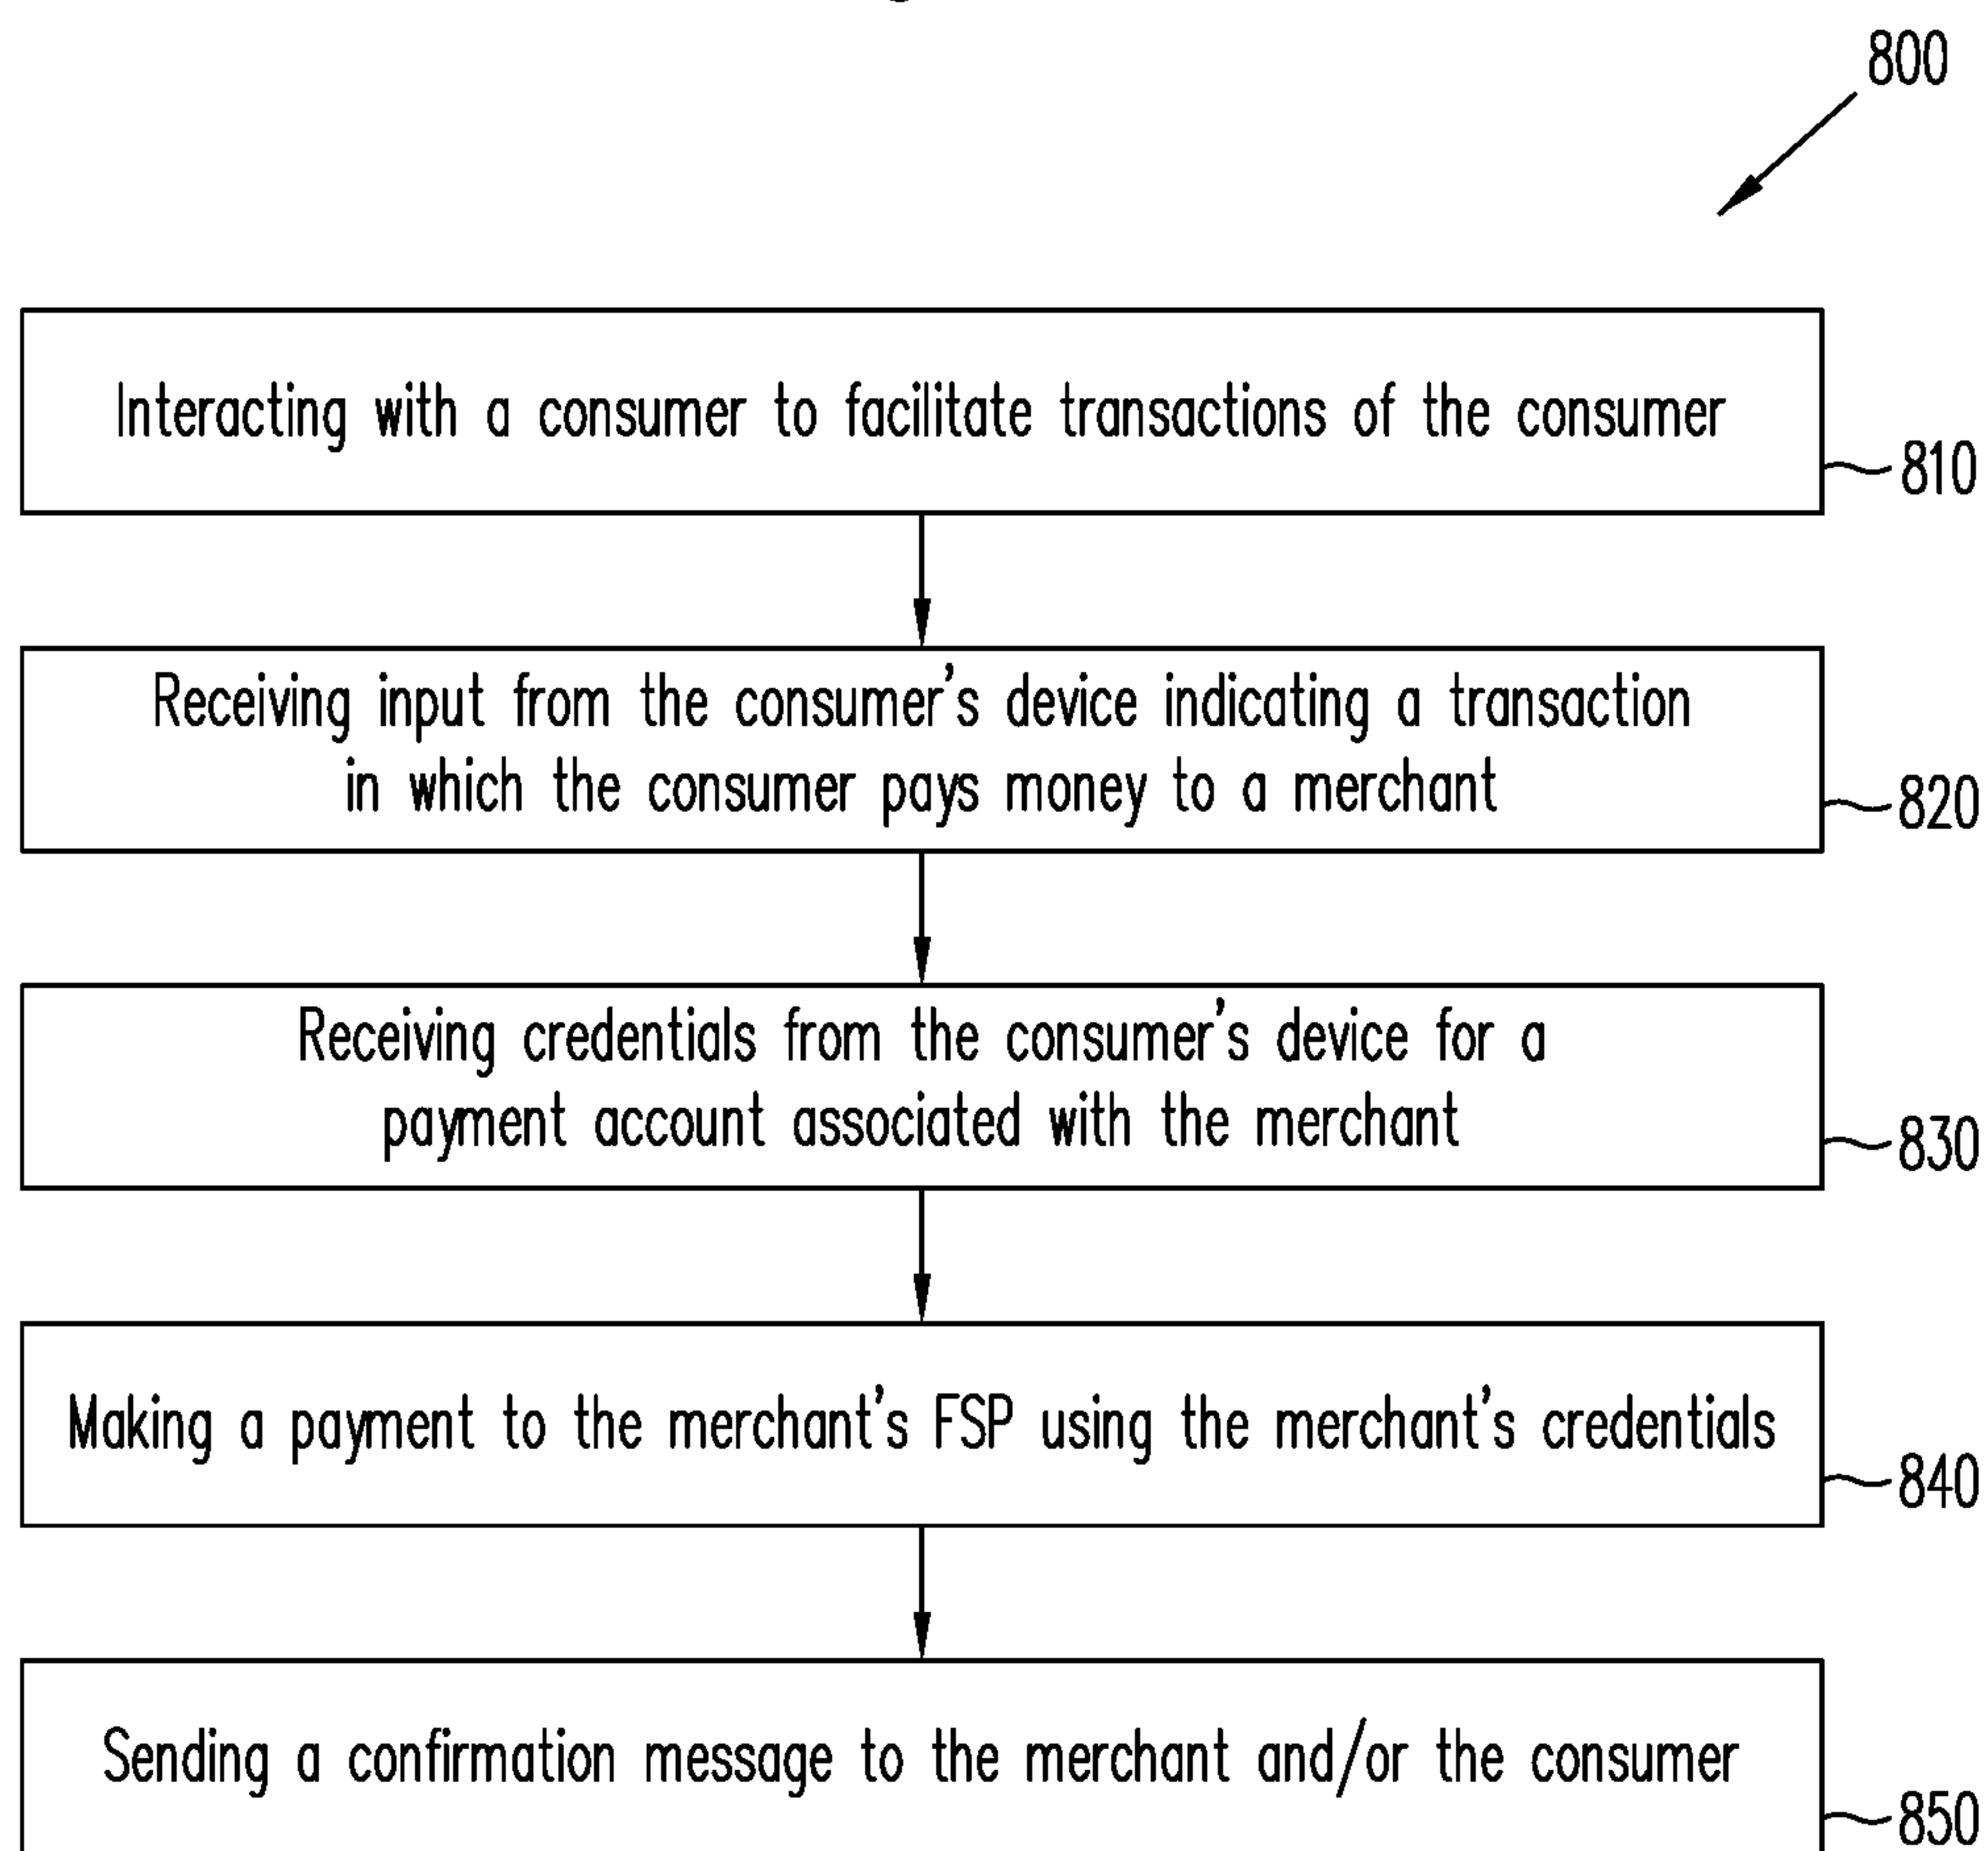 800
Interacting with a consumer to facilitate transactions of the consumer
810
Receiving input from the consumer's device indicating a transaction
in which the consumer pays money to a merchant
820
Receiving credentials from the consumer's device for a
payment account associated with the merchant
830
Making a payment to the merchant's FSP using the merchant's credentials
840
Sending a confirmation message to the merchant and/or the consumer
850